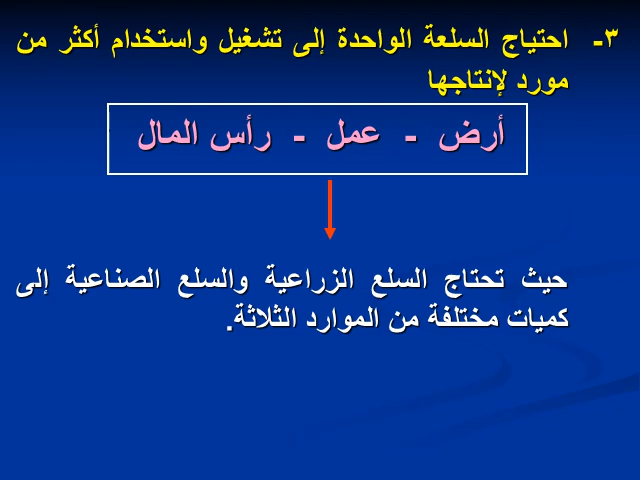 ٣- احتياج السلعة الواحدة إلى تشغيل واستخدام أكثر من
مورد لإنتاجها
أرض - عمل - رأس المال
حيث تحتاج السلع الزراعية والسلع الصناعية إلى
كميات مختلفة من الموارد الثلاثة.